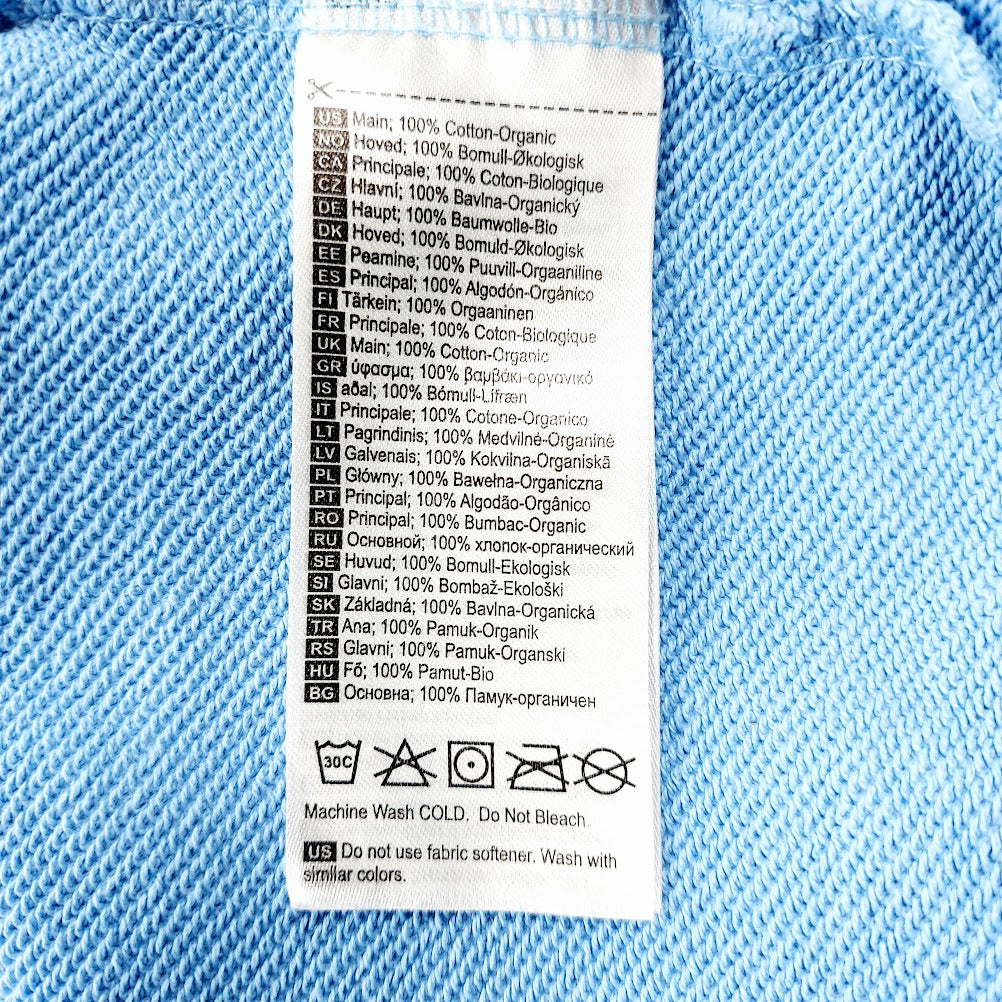 US Main; 100% Cotton-Organic
NO Hoved; 100% Bomull-Økologisk
CA Principale; 100% Coton-Biologique
CZ Hlavní; 100% Bavlna-Organický
DE Haupt; 100% Baumwolle-Bio
DK Hoved; 100% Bomuld-Økologisk
EE Peamine; 100% Puuvill-Orgaaniline
ES Principal; 100% Algodón-Orgánico
FI Tärkein; 100% Orgaaninen
FR Principale; 100% Coton-Biologique
UK Main; 100% Cotton-Organic
GR ύφασμα; 100% βαμβάκι-οργανικό
IS aðal; 100% Bómull-Lífræn
IT Principale; 100% Cotone-Organico
LT Pagrindinis; 100% Medvilnė-Organinė
LV Galvenais; 100% Kokvilna-Organiskā
PL Główny; 100% Bawełna-Organiczna
PT Principal; 100% Algodão-Orgânico
RO Principal; 100% Bumbac-Organic
RU Основной; 100% хлопок-органический
SE Huvud; 100% Bomull-Ekologisk
SI Glavni; 100% Bombaž-Ekološki
SK Základná; 100% Bavlna-Organická
TR Ana; 100% Pamuk-Organik
RS Glavni; 100% Pamuk-Organski
HU Fő; 100% Pamut-Bio
BG Основна; 100% Памук-органичен
30C
Machine Wash COLD. Do Not Bleach.
US Do not use fabric softener. Wash with
similar colors.